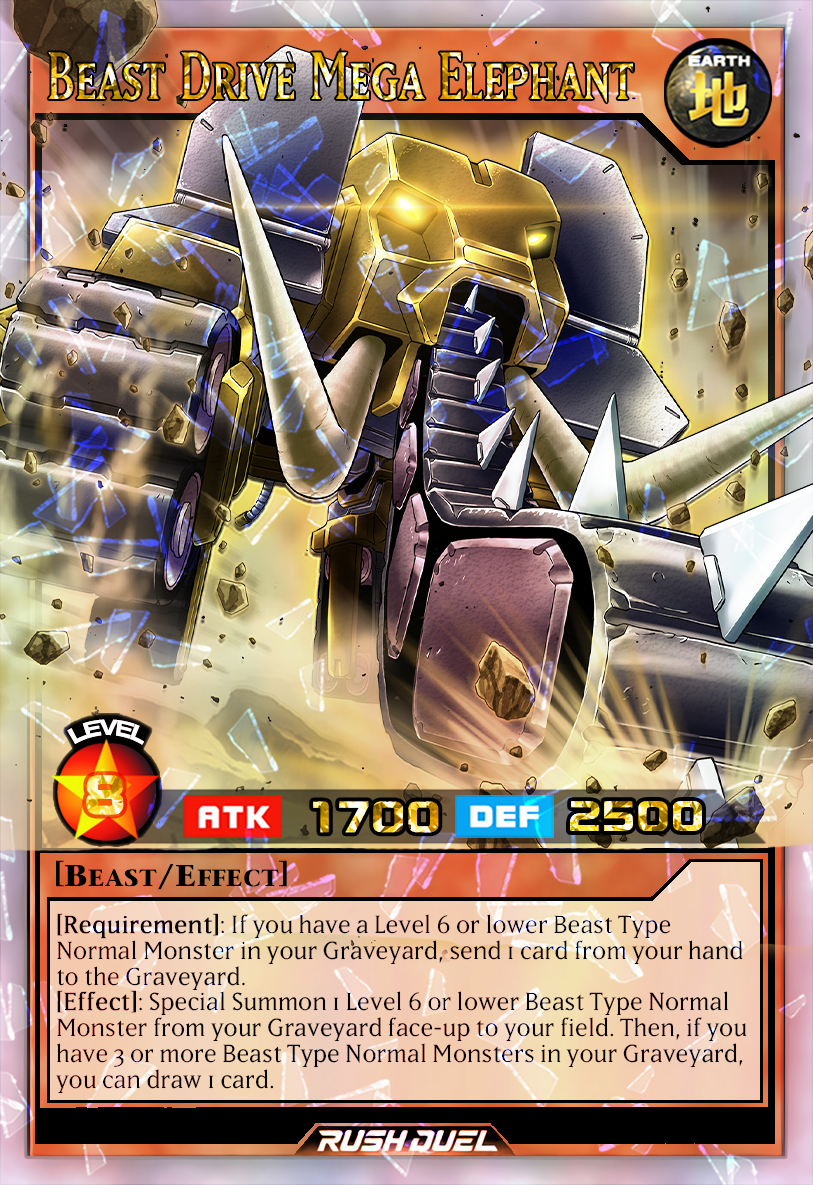 BEAST DRIVE MEGA ELEPHANT
EARTH
地
LEVEL
8
ATK 1700 DEF 2500
[BEAST/EFFECT]
[Requirement]: If you have a Level 6 or lower Beast Type
Normal Monster in your Graveyard, send 1 card from your hand
to the Graveyard.
[Effect]: Special Summon 1 Level 6 or lower Beast Type Normal
Monster from your Graveyard face-up to your field. Then, if you
have 3 or more Beast Type Normal Monsters in your Graveyard,
you can draw 1 card.
RUSH DUEL